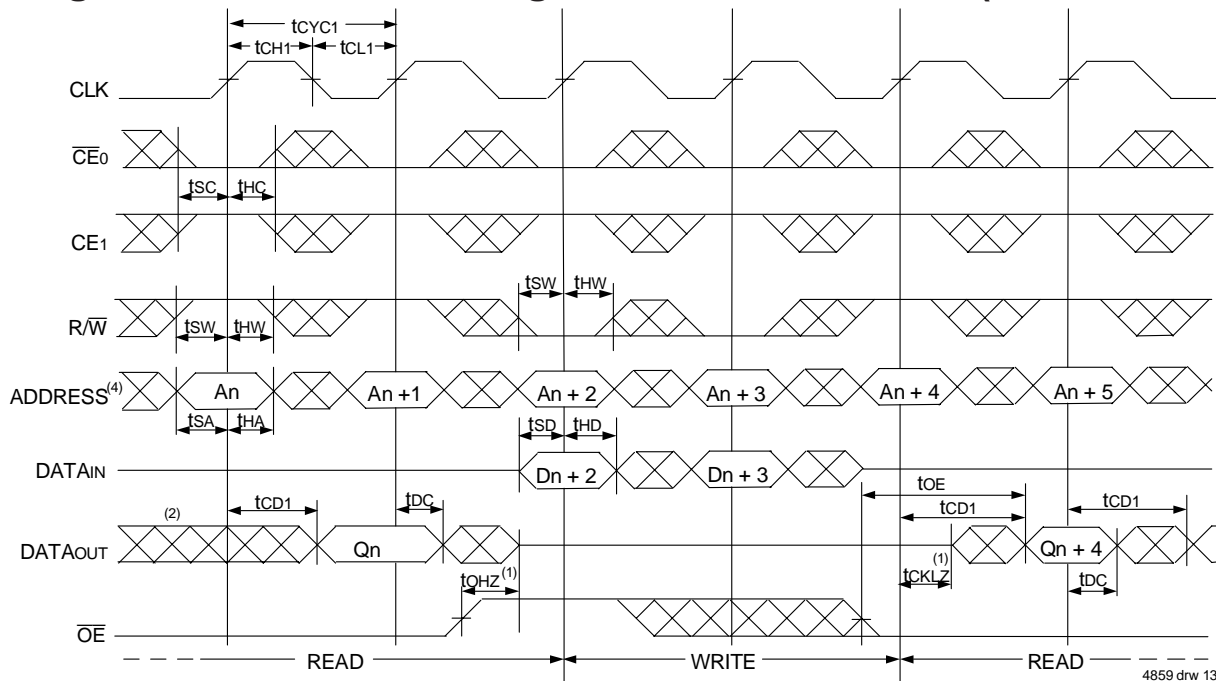 tCYC1
tCH1 tCL1
CLK
CE0
tSC tHC
CE1
tSW tHW
R/W
tSW tHW
ADDRESS(4) An An +1 An + 2 An + 3 An + 4 An + 5
tSA tHA tSD tHD
DATAIN Dn + 2 Dn + 3
tOE
(2) tCD1 tDC tCD1 tCD1
DATAOUT Qn Qn + 4
tOHZ(1) tCKLZ(1) tDC
OE
READ WRITE READ
4859 drw 13